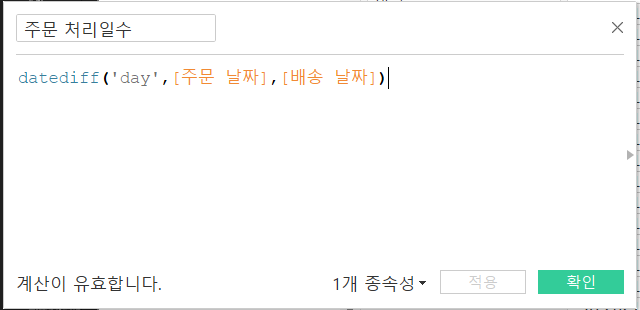 주문 처리일수
datediff('day',[주문 날짜],[배송 날짜])
계산이 유효합니다. 1개 종속성 적용 확인